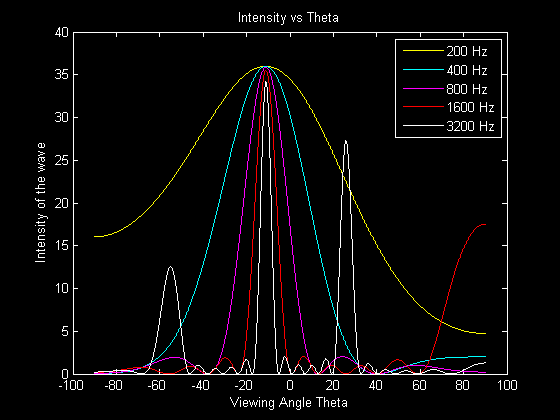 Intensity vs Theta
40
35
30
25
20
15
10
5
0
Intensity of the wave
200 Hz
400 Hz
800 Hz
1600 Hz
3200 Hz
-100 -80 -60 -40 -20 0 20 40 60 80 100
Viewing Angle Theta